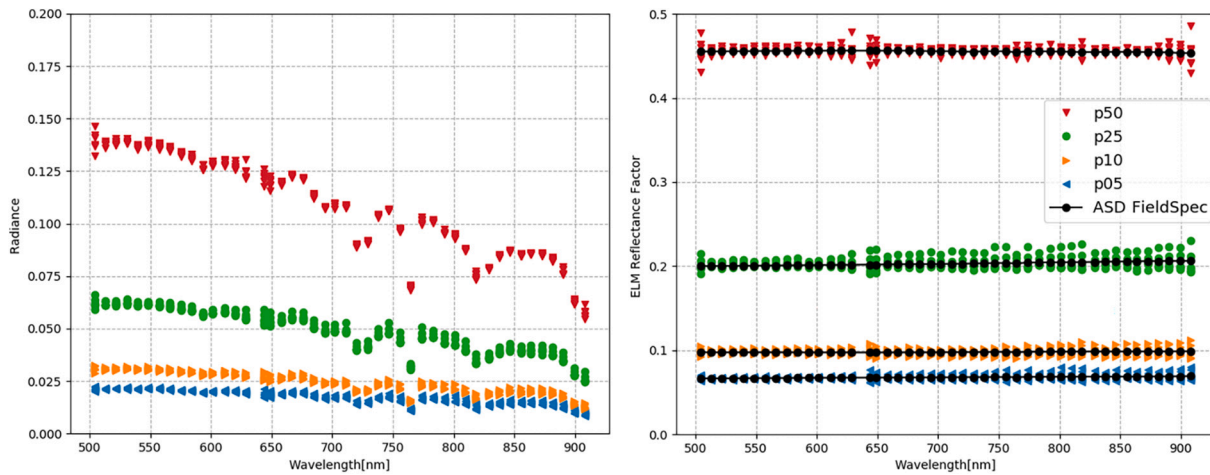 0.200
0.175
0.150
0.125
0.100
0.075
0.050
0.025
0.000
Radiance
500 550 600 650 700 750 800 850 900
Wavelength[nm]
0.5
0.4
0.3
0.2
0.1
0.0
ELM Reflectance Factor
p50
p25
p10
p05
ASD FieldSpec
500 550 600 650 700 750 800 850 900
Wavelength[nm]